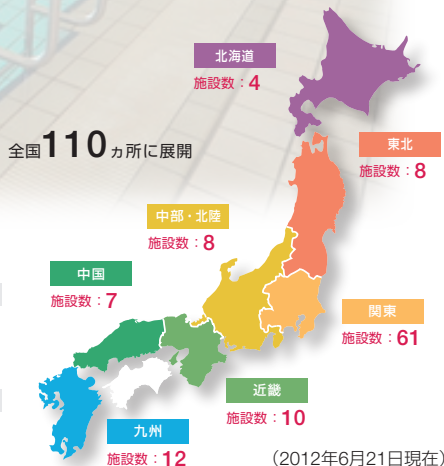 北海道
施設数：4
全国110ヵ所に展開
東北
施設数：8
中部・北陸
施設数：8
中国
施設数：7
関東
施設数：61
近畿
施設数：10
九州
施設数：12
（2012年6月21日現在）